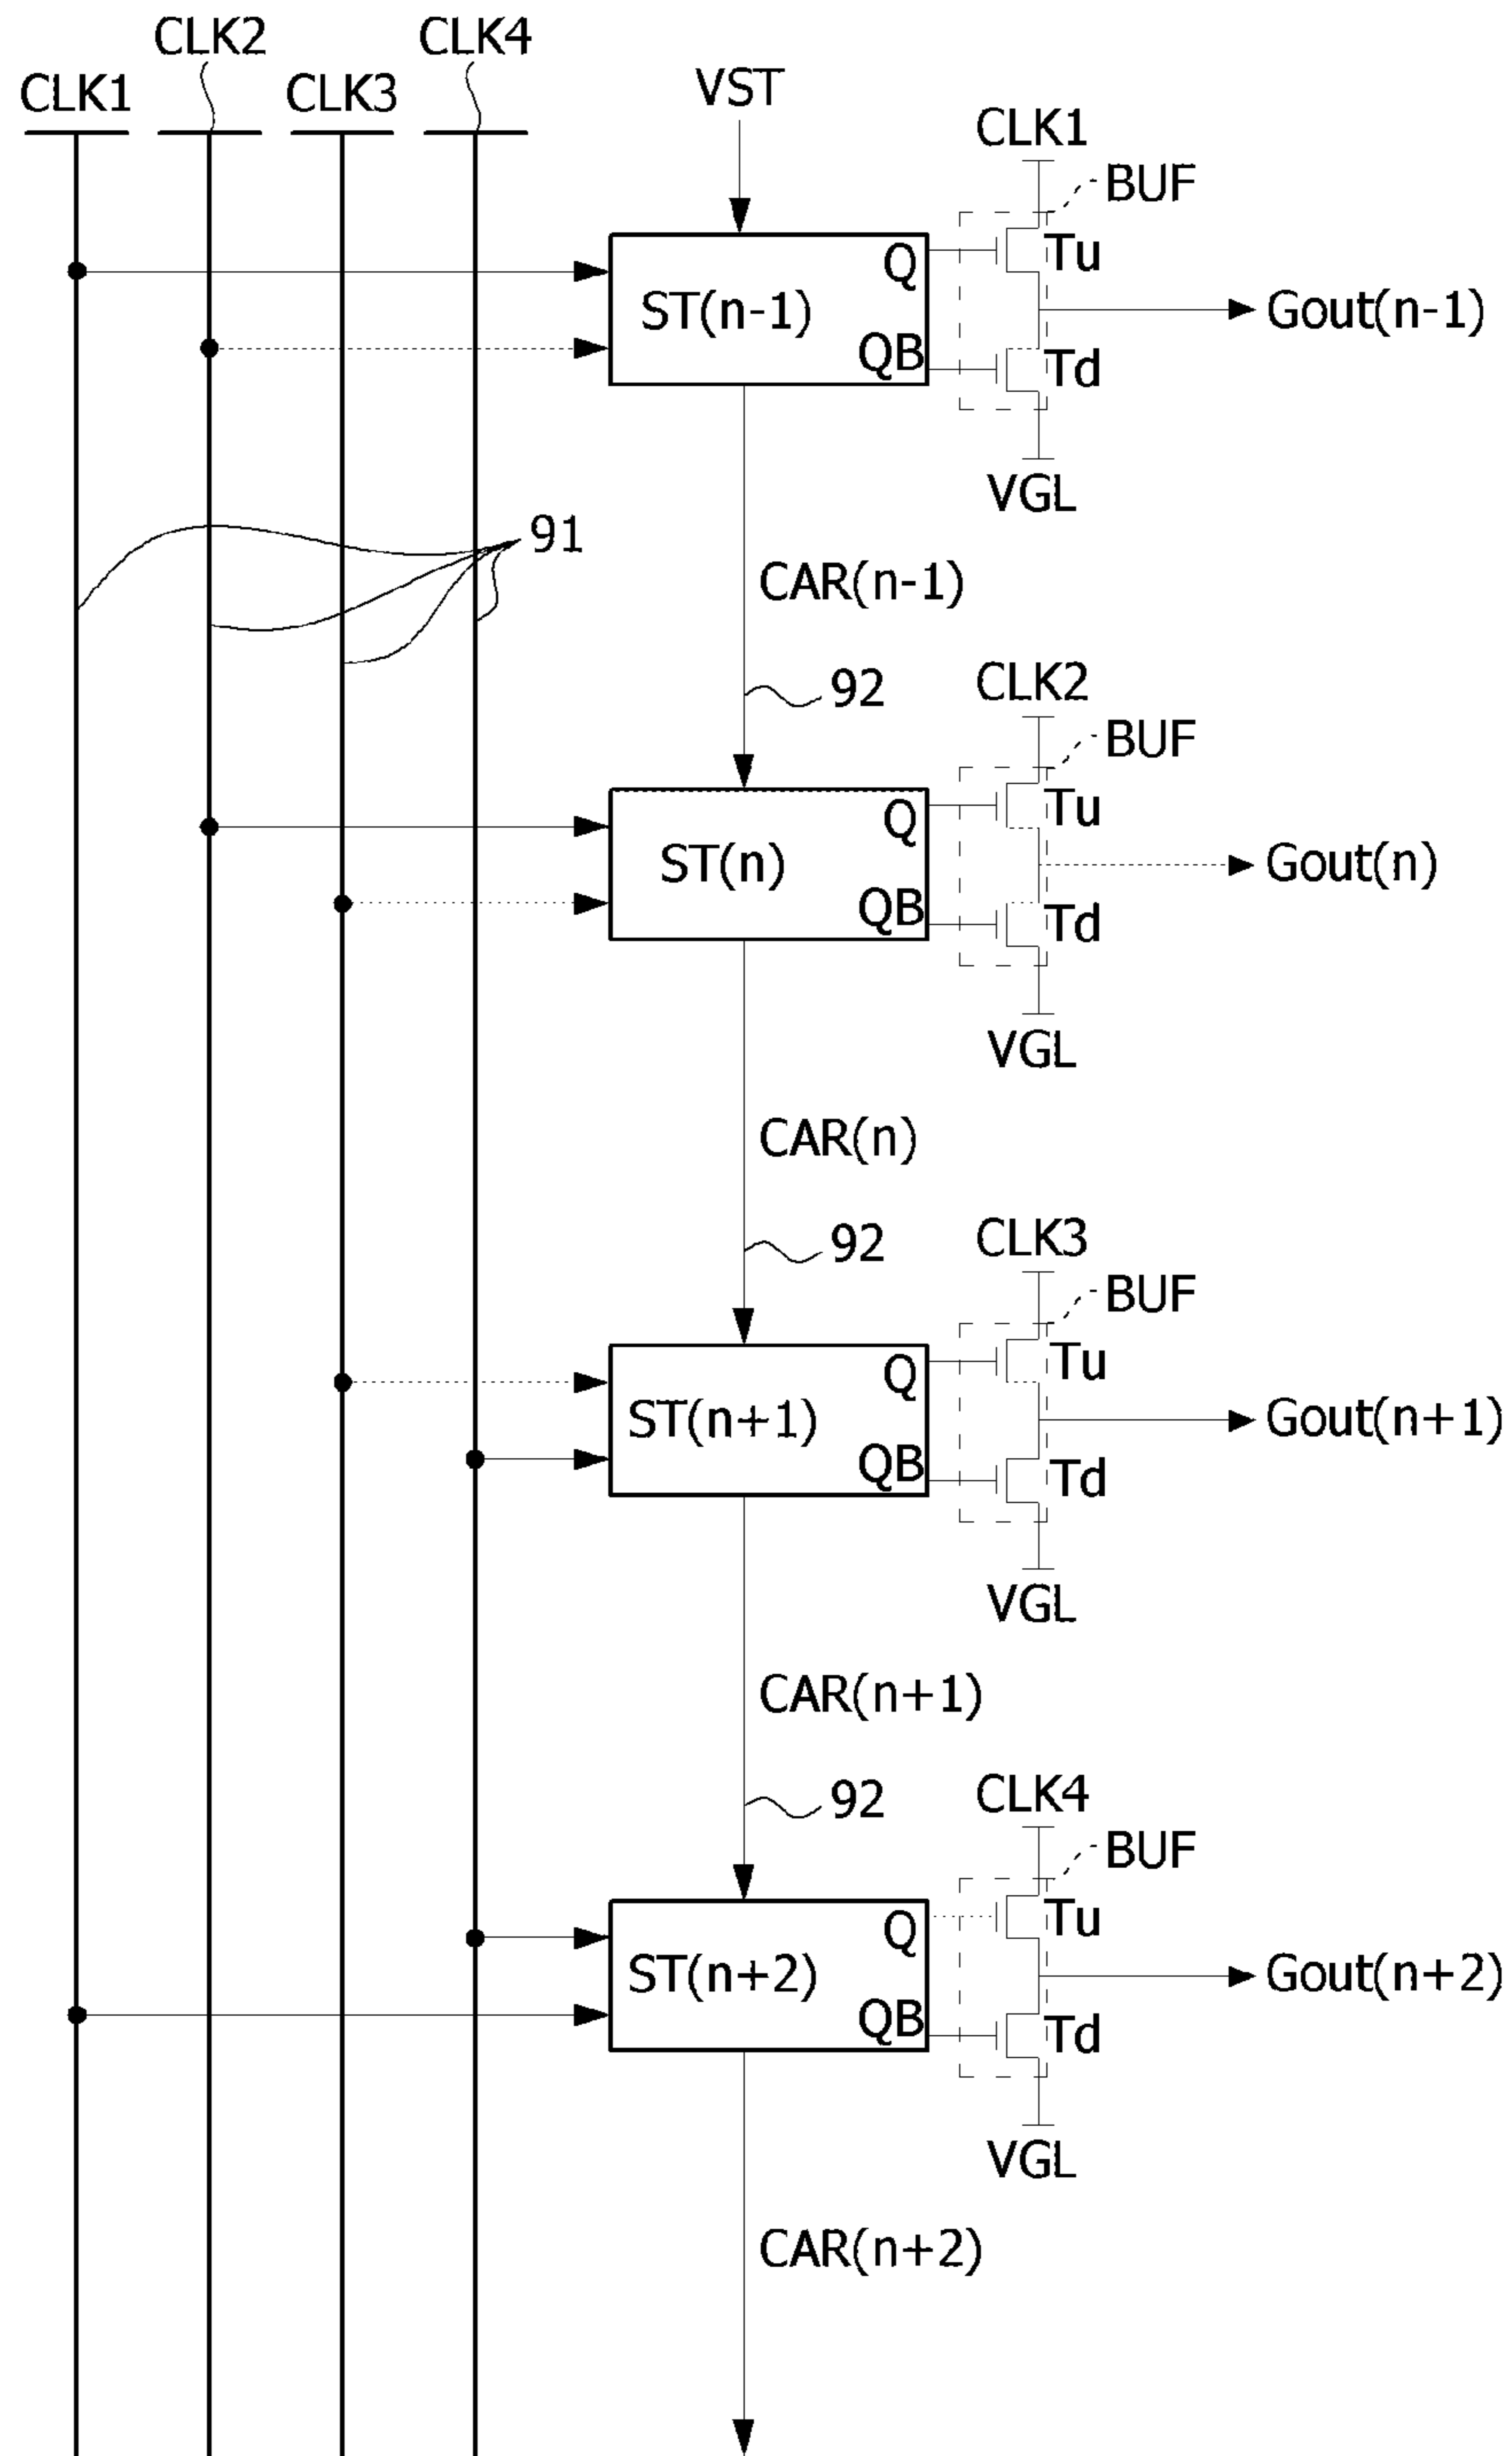 CLK2
CLK4
CLK1
CLK3
VST
CLK1
BUF
Q
Tu
ST(n-1)
Gout(n-1)
QB
Td
VGL
91
CAR(n-1)
92
CLK2
BUF
Q
Tu
ST(n)
Gout(n)
QB
Td
VGL
CAR(n)
92
CLK3
BUF
Q
Tu
ST(n+1)
Gout(n+1)
QB
Td
VGL
CAR(n+1)
92
CLK4
BUF
Q
Tu
ST(n+2)
Gout(n+2)
QB
Td
VGL
CAR(n+2)